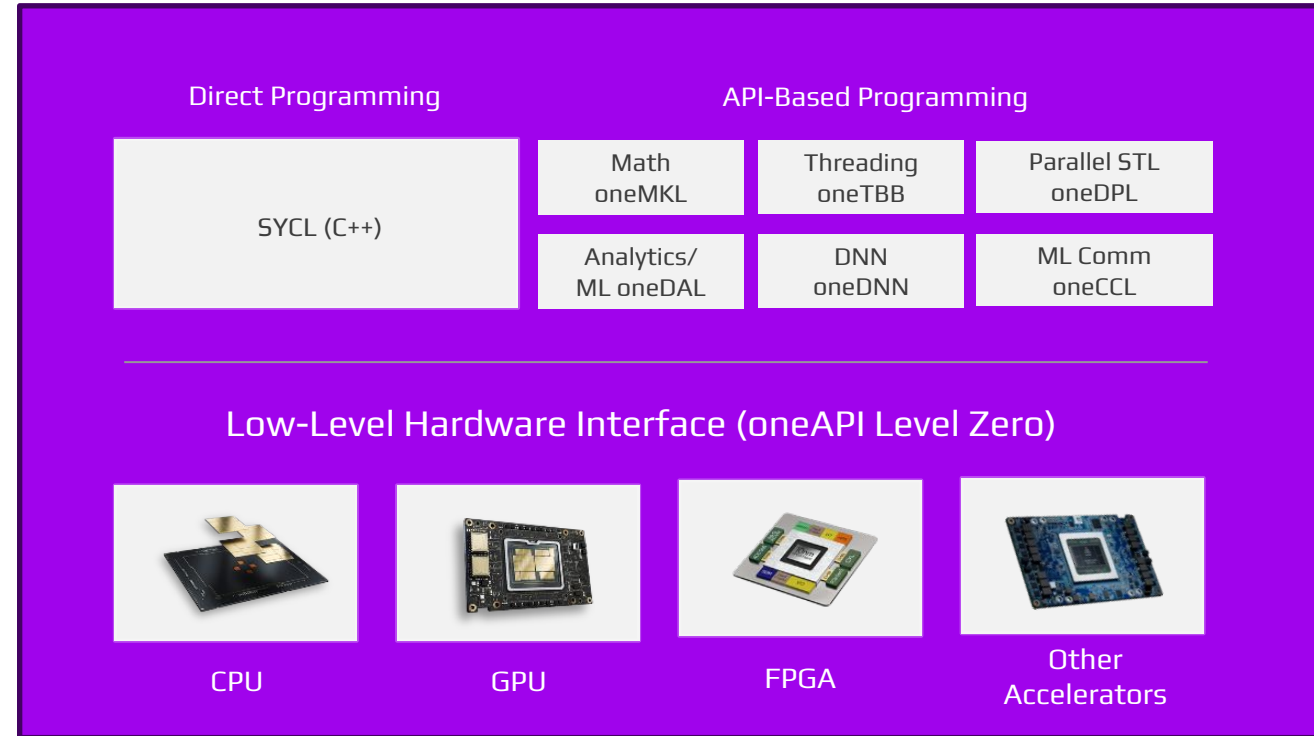 Direct Programming
API-Based Programming
SYCL (C++)
Math
oneMKL
Threading
oneTBB
Parallel STL
oneDPL
Analytics/
ML oneDAL
DNN
oneDNN
ML Comm
oneCCL
Low-Level Hardware Interface (oneAPI Level Zero)
CPU
GPU
FPGA
Other
Accelerators